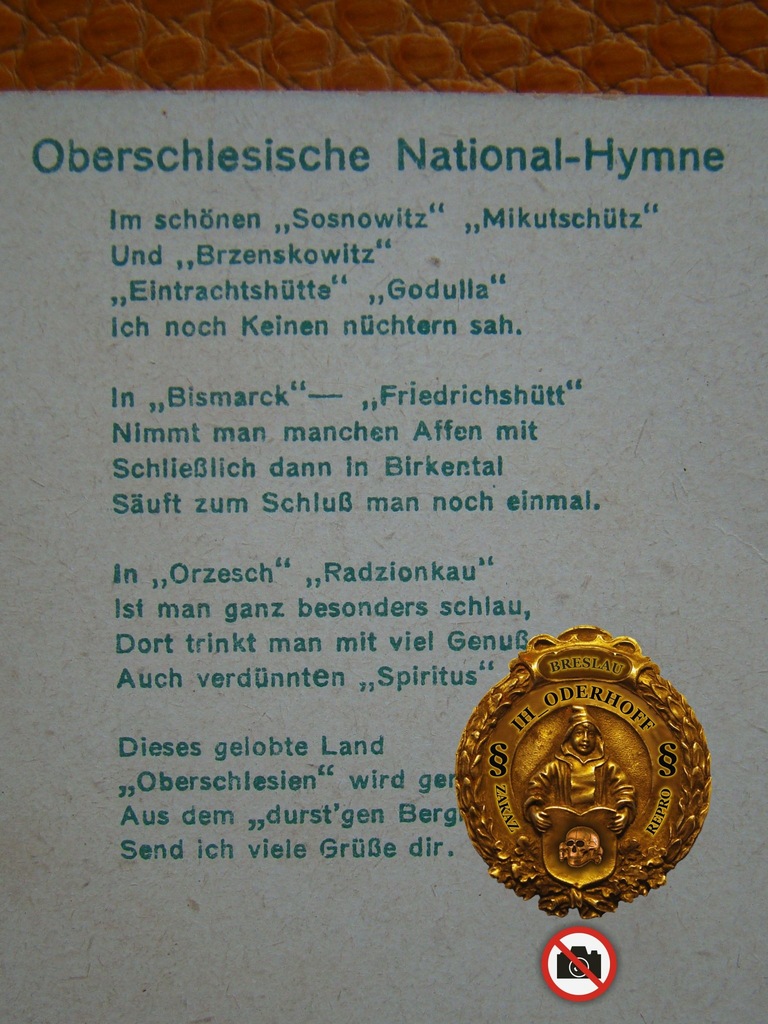 Oberschlesische National-Hymne
Im schönen „Sosnowitz“ „Mikutschütz“
Und „Brzenskowitz“
„Eintrachtshütte“ „Godulla“
Ich noch Keinen nüchtern sah.
In „Bismarck“— „Friedrichshütt“
Nimmt man manchen Affen mit
Schließlich dann in Birkental
Säuft zum Schluß man noch einmal.
In „Orzesch“ „Radzionkau“
Ist man ganz besonders schlau,
Dort trinkt man mit viel Genuß
Auch verdünnten „Spiritus“
Dieses gelobte Land
„Oberschlesien“ wird
Aus dem „durst'gen
Send ich viele Grüße dir.
BRESLAU
IH ODERHOFF
§ §
ZAKAZ REPRO